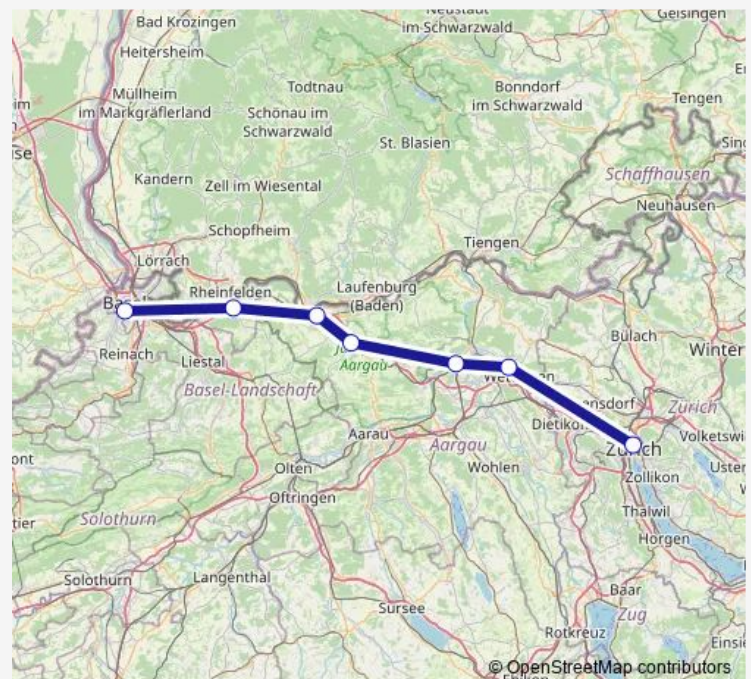 im Schwarzwald
Geisingen
Bad Krozingen
Heitersheim
Todtnau
Bonndorf
im Schwarzwald
Müllheim
im Markgräflerland
Schönau im
Schwarzwald
Tengen
St. Blasien
Kandern
Zell im Wiesental
Schaffhausen
Neuhausen
Schopfheim
Tiengen
Lörrach
Rheinfelden
Laufenburg
(Baden)
Reinach
Liestal
Aargau
Bülach
Basel-Landschaft
Dietikon
Zürich
Aarau
Aargau
Zürich
Olten
Wohlen
Zollikon
Oftringen
Thalwil
Solothurn
Horgen
Solothurn
Langenthal
Baar
Sursee
Zug
Rotkreuz
© OpenStreetMap contributors